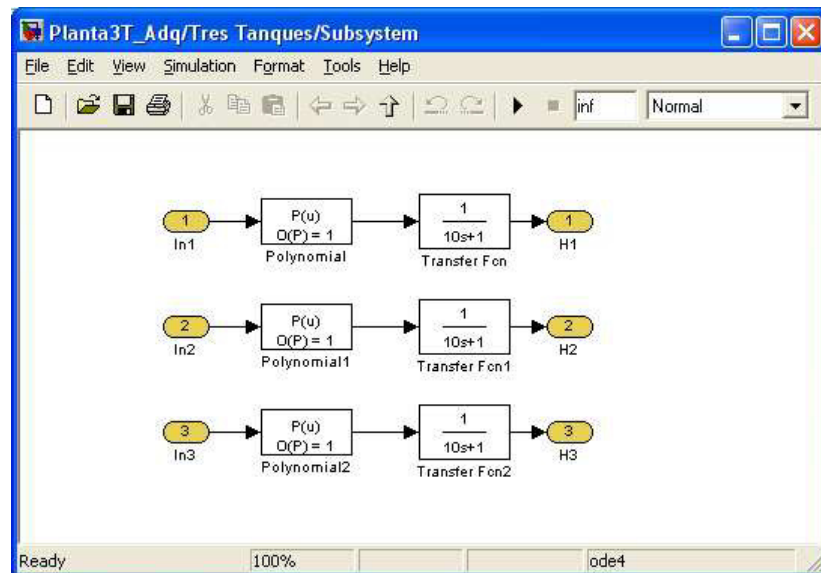 Planta3T_Adq/Tres Tanques/Subsystem
File Edit View Simulation Format Tools Help
inf Normal
1 P(u) 1 1
O(P) = 1 10s+1
In1 Polynomial Transfer Fcn H1
2 P(u) 1 2
O(P) = 1 10s+1
In2 Polynomial1 Transfer Fcn1 H2
3 P(u) 1 3
O(P) = 1 10s+1
In3 Polynomial2 Transfer Fcn2 H3
Ready 100% ode4